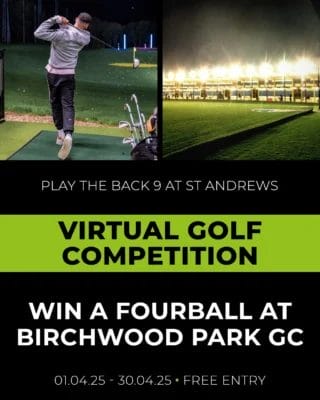 PLAY THE BACK 9 AT ST ANDREWS
VIRTUAL GOLF
COMPETITION
WIN A FOURBALL AT
BIRCHWOOD PARK GC
01.04.25 - 30.04.25 • FREE ENTRY